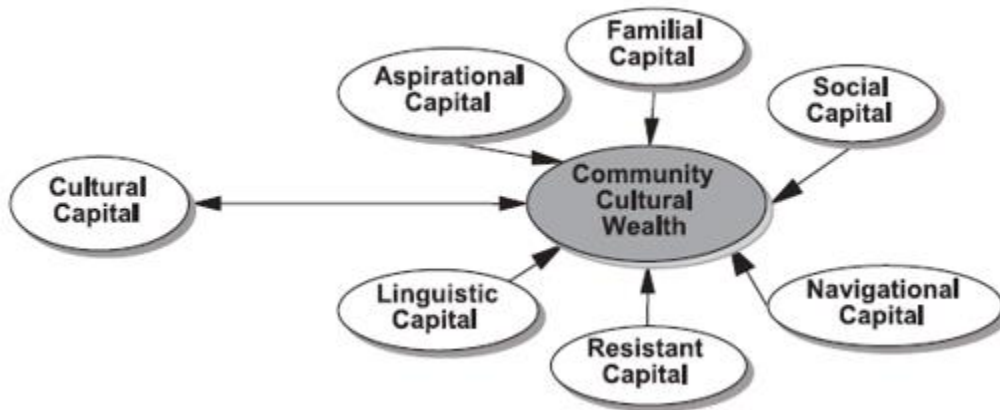 Familial
Capital
Aspirational
Capital
Social
Capital
Cultural
Capital
Community
Cultural
Wealth
Linguistic
Capital
Navigational
Capital
Resistant
Capital